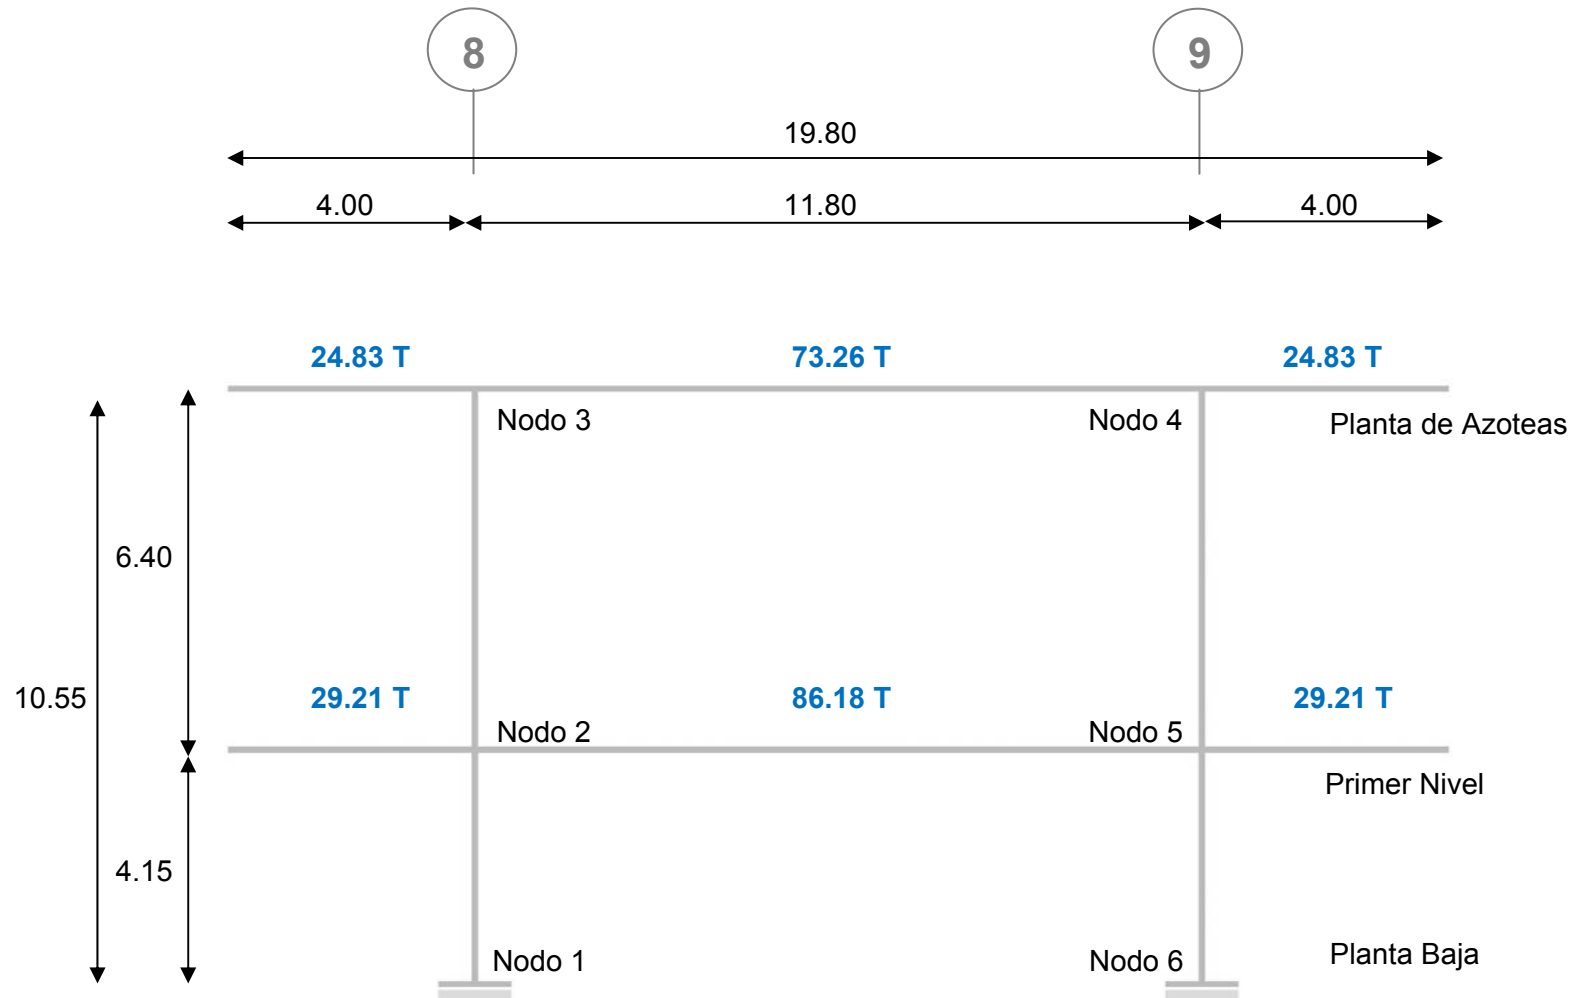 8 9
19.80
4.00 11.80 4.00
24.83 T 73.26 T 24.83 T
Nodo 3 Nodo 4 Planta de Azoteas
6.40
10.55 29.21 T 86.18 T 29.21 T
Nodo 2 Nodo 5
Primer Nivel
4.15
Nodo 1 Nodo 6 Planta Baja